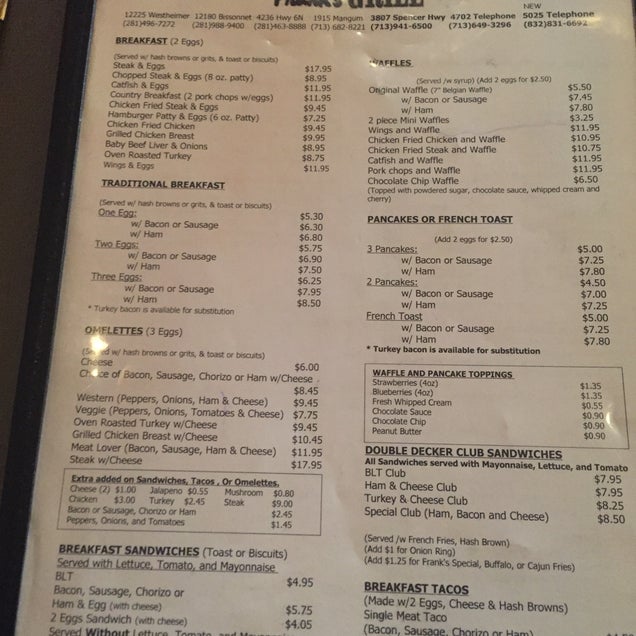 Frank's GRILL
NEW
12225 Westheimer 12180 Bissonnet 4236 Hwy 6N 1915 Mangum 3807 Spencer Hwy 4702 Telephone 5025 Telephone
(281)496-7272 (281)988-9400 (281)463-8888 (713) 682-8221 (713)941-6500 (713)649-3296 (832)831-6692
BREAKFAST (2 Eggs)
(Served w/ hash browns or grits, & toast or biscuits)
Steak & Eggs $17.95
Chopped Steak & Eggs (8 oz. patty) $8.95
Catfish & Eggs $11.95
Country Breakfast (2 pork chops w/eggs) $11.95
Chicken Fried Steak & Eggs $9.45
Hamburger Patty & Eggs (6 oz. Patty) $7.25
Chicken Fried Chicken $9.45
Grilled Chicken Breast $9.95
Baby Beef Liver & Onions $8.95
Oven Roasted Turkey $8.75
Wings & Eggs $11.95
TRADITIONAL BREAKFAST
(Served w/ hash browns or grits, & toast or biscuits)
One Egg: $5.30
w/ Bacon or Sausage $6.30
w/ Ham $6.80
Two Eggs: $5.75
w/ Bacon or Sausage $6.90
w/ Ham $7.50
Three Eggs: $6.25
w/ Bacon or Sausage $7.95
w/ Ham $8.50
* Turkey bacon is available for substitution
OMELETTES (3 Eggs)
(Served w/ hash browns or grits, & toast or biscuits)
Cheese $6.00
Choice of Bacon, Sausage, Chorizo or Ham w/Cheese
$8.45
Western (Peppers, Onions, Ham & Cheese) $9.45
Veggie (Peppers, Onions, Tomatoes & Cheese) $7.75
Oven Roasted Turkey w/Cheese $9.45
Grilled Chicken Breast w/Cheese $10.45
Meat Lover (Bacon, Sausage, Ham & Cheese) $11.95
Steak w/Cheese $17.95
Extra added on Sandwiches, Tacos , Or Omelettes.
Cheese (2) $1.00 Jalapeno $0.55 Mushroom $0.80
Chicken $3.00 Turkey $2.45 Steak $9.00
Bacon or Sausage, Chorizo or Ham $2.45
Peppers, Onions, and Tomatoes $1.45
BREAKFAST SANDWICHES (Toast or Biscuits)
Served with Lettuce, Tomato, and Mayonnaise
BLT $4.95
Bacon, Sausage, Chorizo or
Ham & Egg (with cheese) $5.75
2 Eggs Sandwich (with cheese) $4.05
Served Without Lettuce, Tomato, and Mayonnaise
WAFFLES
(Served /w syrup) (Add 2 eggs for $2.50)
Original Waffle (7" Belgian Waffle) $5.50
w/ Bacon or Sausage $7.45
w/ Ham $7.80
2 piece Mini Waffles $3.25
Wings and Waffle $11.95
Chicken Fried Chicken and Waffle $10.95
Chicken Fried Steak and Waffle $10.75
Catfish and Waffle $11.95
Pork chops and Waffle $11.95
Chocolate Chip Waffle $6.50
(Topped with powdered sugar, chocolate sauce, whipped cream and
cherry)
PANCAKES OR FRENCH TOAST
(Add 2 eggs for $2.50)
3 Pancakes: $5.00
w/ Bacon or Sausage $7.25
w/ Ham $7.80
2 Pancakes: $4.50
w/ Bacon or Sausage $7.00
w/ Ham $7.25
French Toast $5.00
w/ Bacon or Sausage $7.25
w/ Ham $7.80
* Turkey bacon is available for substitution
WAFFLE AND PANCAKE TOPPINGS
Strawberries (4oz) $1.35
Blueberries (4oz) $1.35
Fresh Whipped Cream $0.55
Chocolate Sauce $0.90
Chocolate Chip $0.90
Peanut Butter $0.90
DOUBLE DECKER CLUB SANDWICHES
All Sandwiches served with Mayonnaise, Lettuce, and Tomato
BLT Club $7.95
Ham & Cheese Club $7.95
Turkey & Cheese Club $8.25
Special Club (Ham, Bacon and Cheese) $8.50
(Served /w French Fries, Hash Brown)
(Add $1 for Onion Ring)
(Add $1.25 for Frank's Special, Buffalo, or Cajun Fries)
BREAKFAST TACOS
(Made w/2 Eggs, Cheese & Hash Browns)
Single Meat Taco
(Bacon, Sausage, Chorizo or Ham)